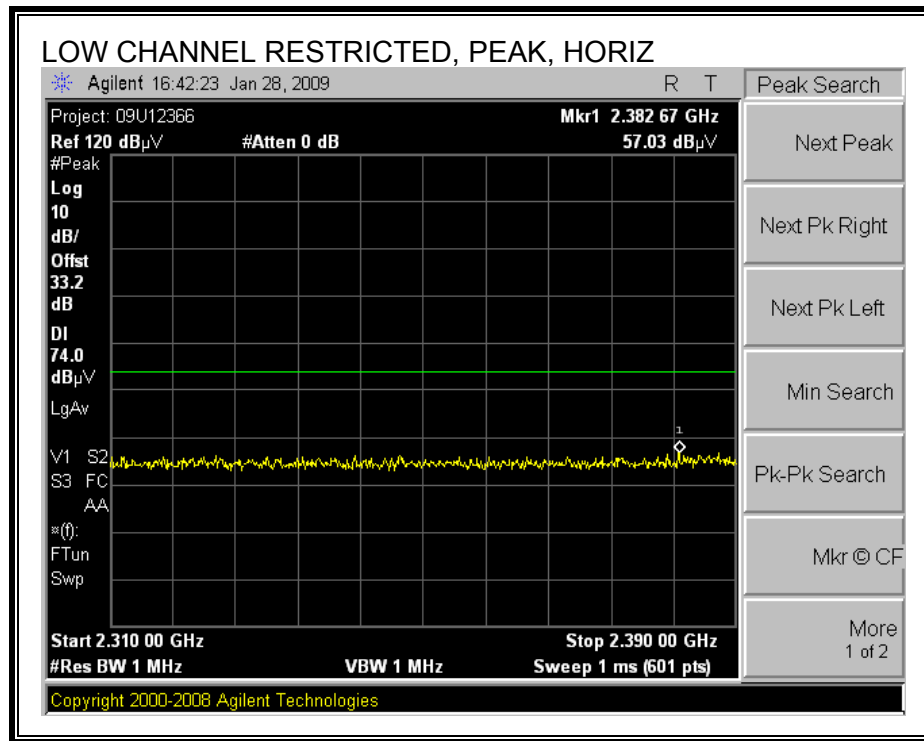 LOW CHANNEL RESTRICTED, PEAK, HORIZ
Agilent 16:42:23 Jan 28, 2009
R T
Peak Search
Project: 09U12366
Mkr1 2.382 67 GHz
Ref 120 dBµV
#Atten 0 dB
57.03 dBµV
#Peak
Log
10
dB/
Offst
33.2
dB
DI
74.0
dBµV
LgAv
1
V1 S2
S3 FC
AA
¤(f):
FTun
Swp
Start 2.310 00 GHz
Stop 2.390 00 GHz
#Res BW 1 MHz
VBW 1 MHz
Sweep 1 ms (601 pts)
Copyright 2000-2008 Agilent Technologies
Next Peak
Next Pk Right
Next Pk Left
Min Search
Pk-Pk Search
Mkr © CF
More
1 of 2